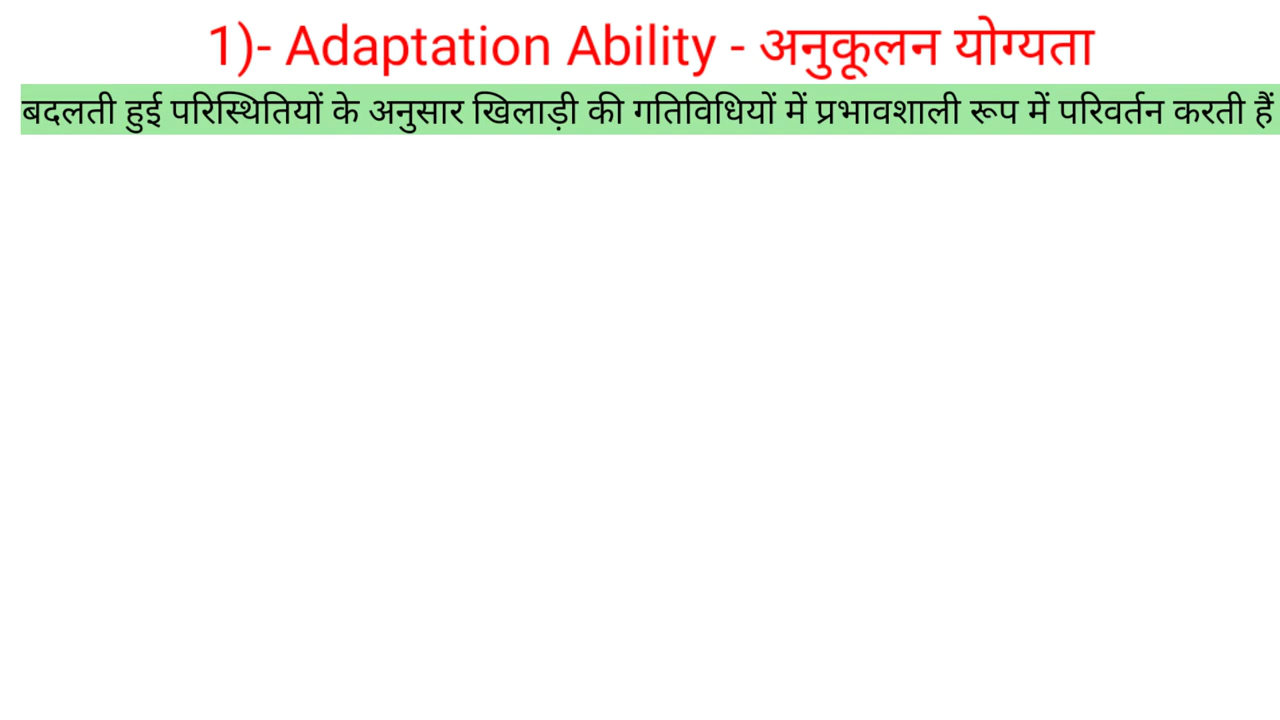 1)- Adaptation Ability - अनुकूलन योग्यता
बदलती हुई परिस्थितियों के अनुसार खिलाड़ी की गतिविधियों में प्रभावशाली रूप में परिवर्तन करती हैं